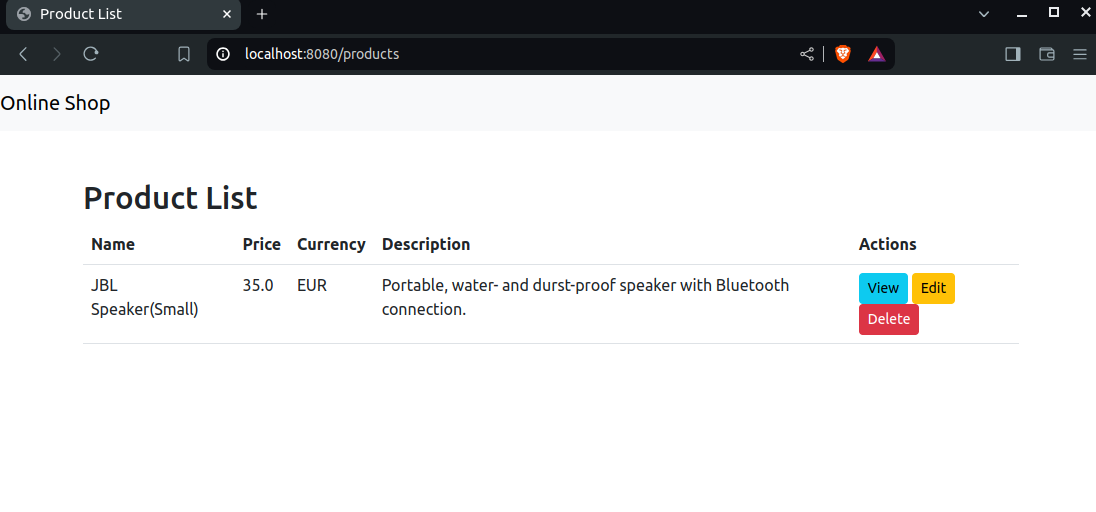 Product List
localhost:8080/products
Online Shop
Product List
Name Price Currency Description Actions
JBL 35.0 EUR Portable, water- and durst-proof speaker with Bluetooth View Edit
Speaker(Small) connection.
Delete